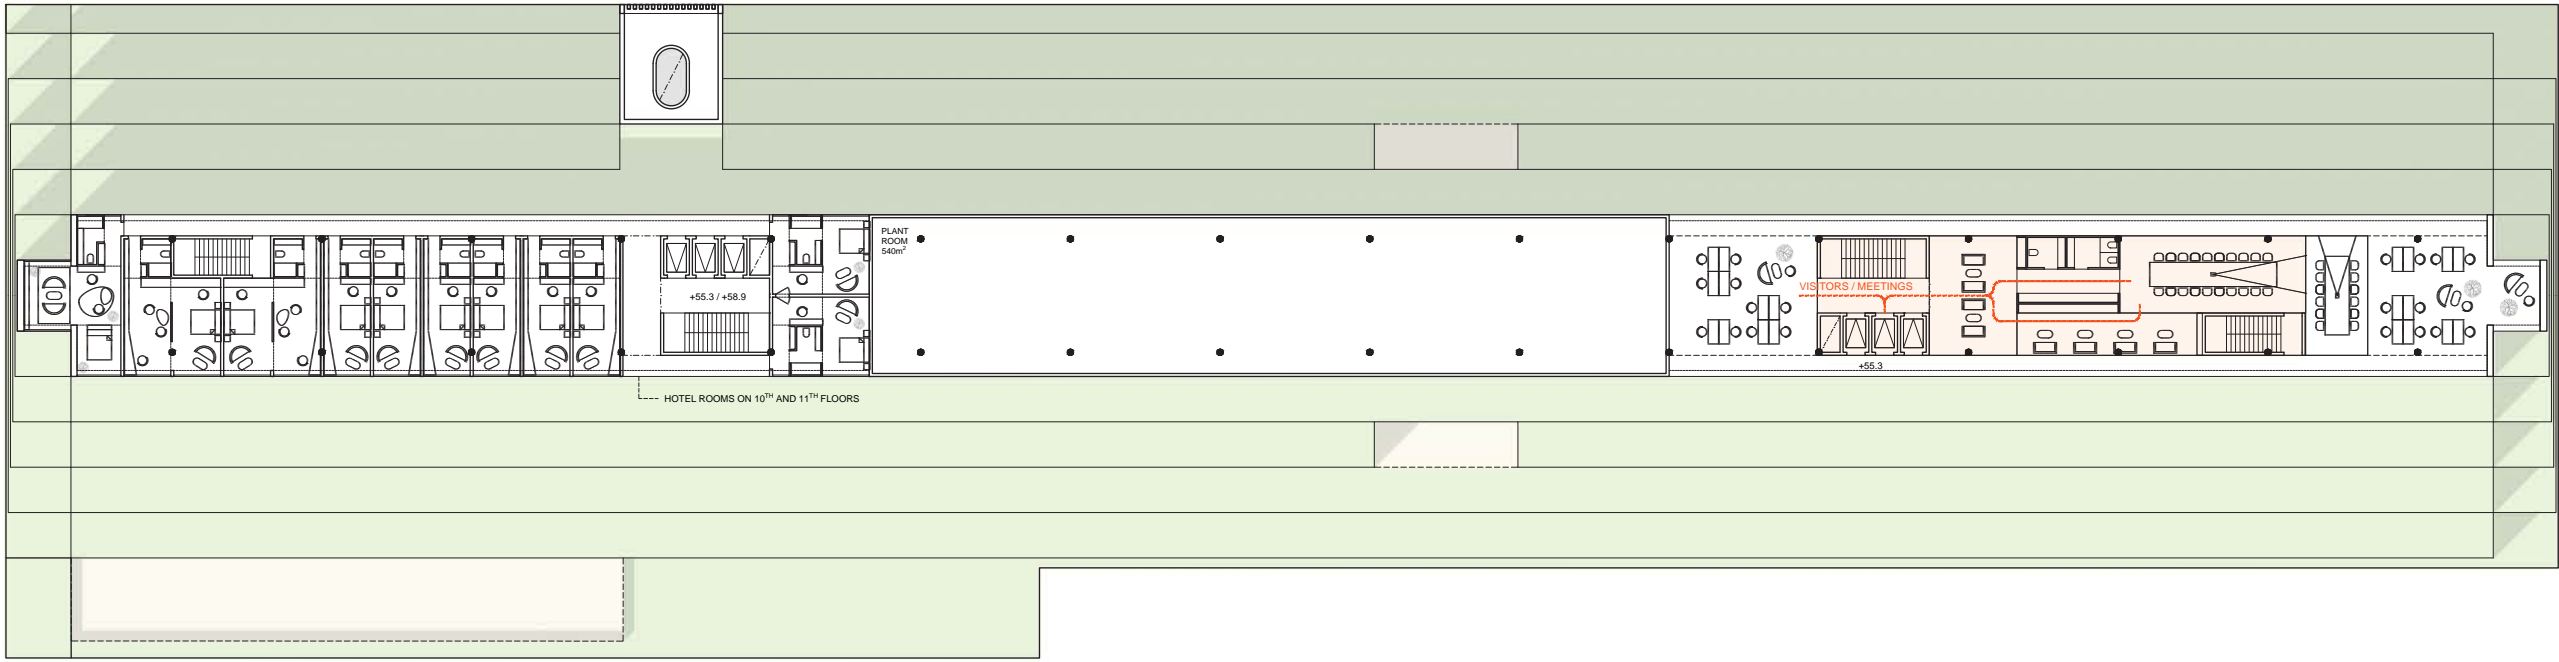 PLANT
ROOM
540m²
+55.3 / +58.9
VISITORS / MEETINGS
+55.3
HOTEL ROOMS ON 10TH AND 11TH FLOORS